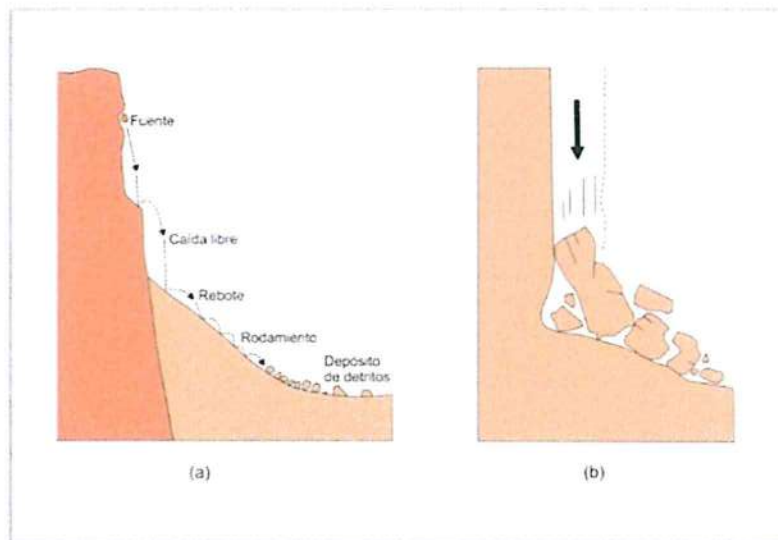 Fuente
Caída libre
Rebote
Rodamiento
Depósito
de detritos
(a)
(b)